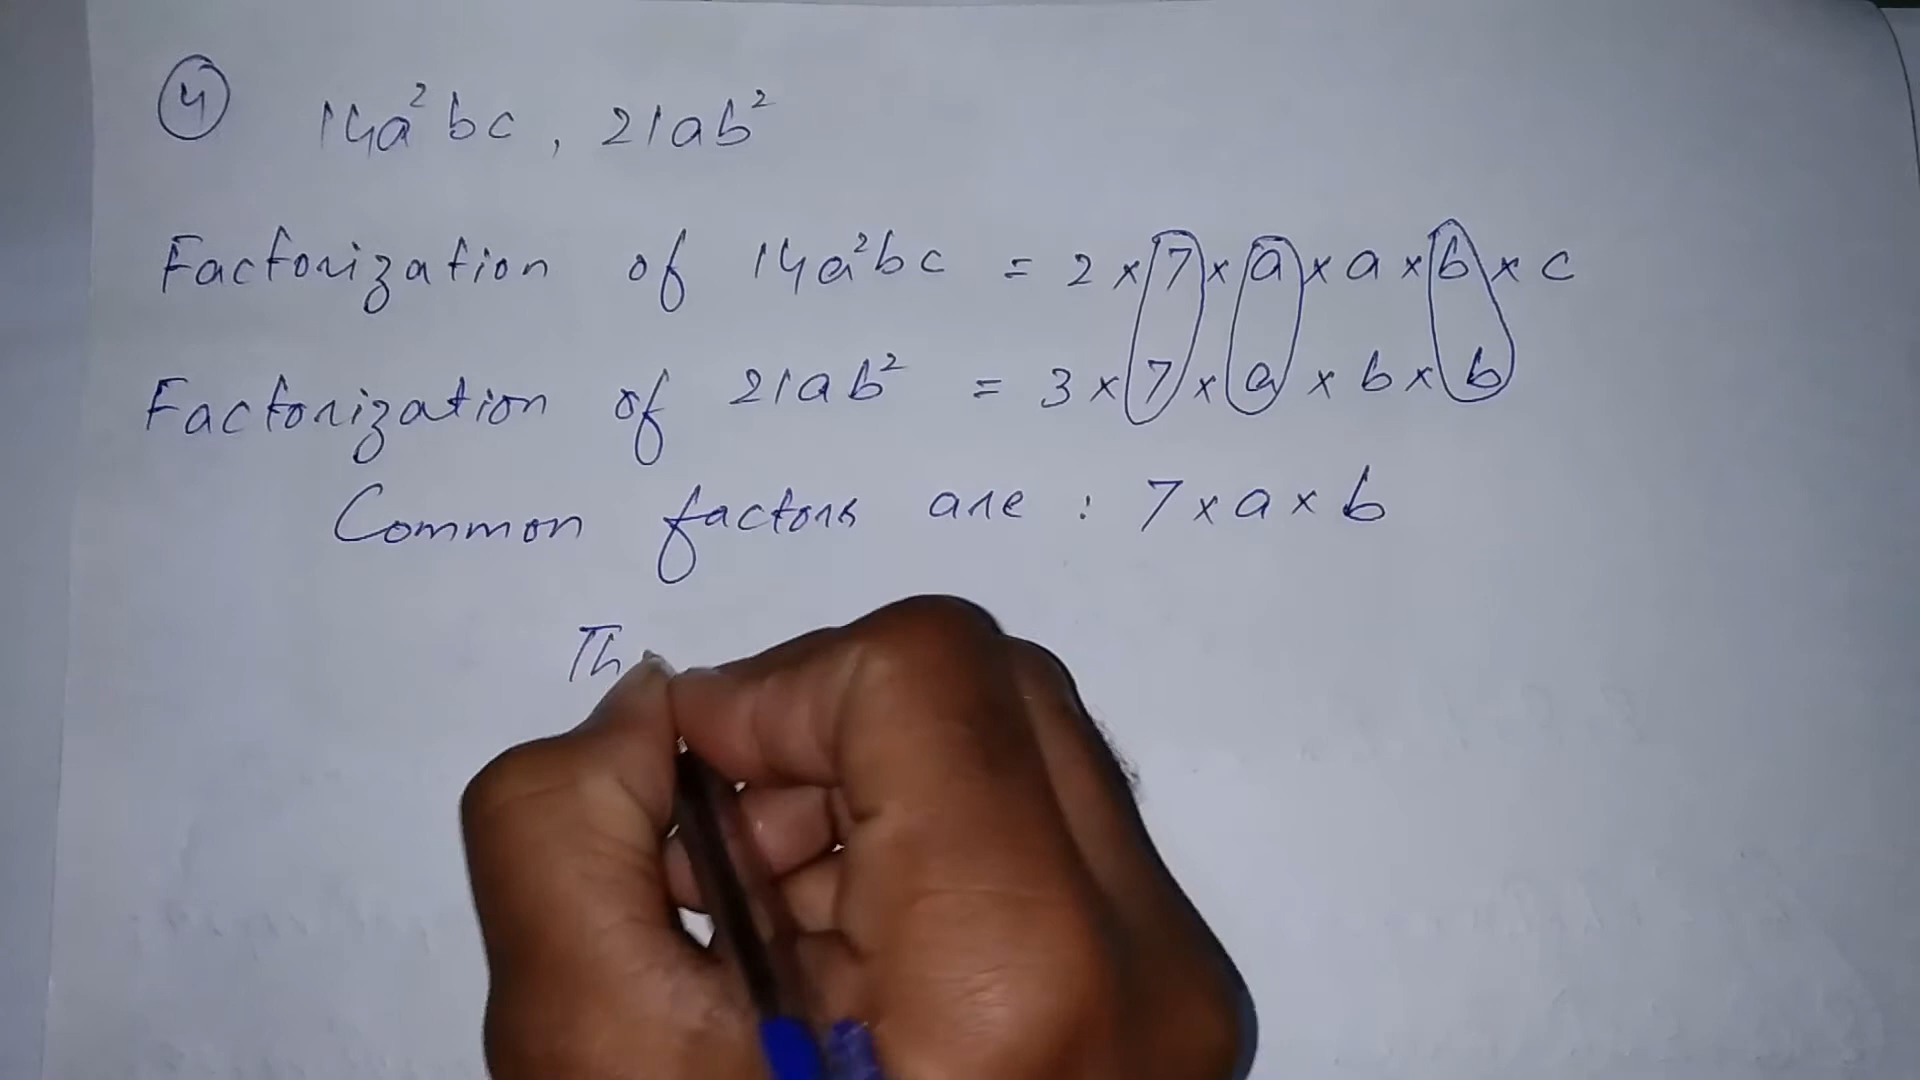 4 14a²bc, 21ab²
Factorization of 14a²bc = 2 × 7 × a × a × b × c
Factorization of 21ab² = 3 × 7 × a × b × b
Common factors are : 7 × a × b
Th